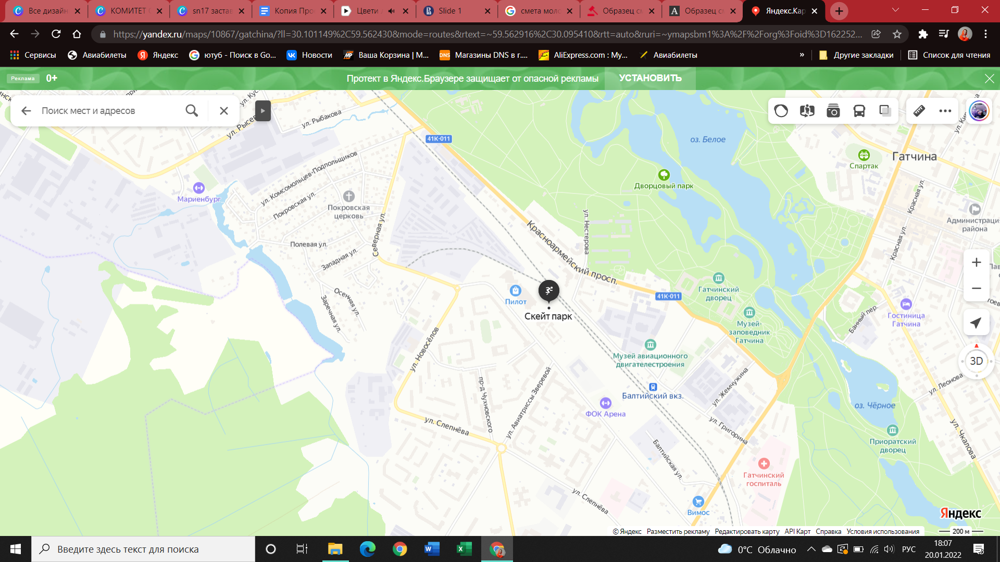 Все дизайн
КОМИТЕТ
sn17 застав
Копия Про
Цвети
Slide 1
смета моло
Образец см
Образец см
Яндекс.Кар
https://yandex.ru/maps/10867/gatchina/?ll=30.101149%2C59.562430&mode=routes&rtext=~59.562916%2C30.095410&rtt=auto&ruri=~ymapsbm1%3A%2F%2Forg%3Foid%3D162252...
Сервисы
Авиабилеты
Яндекс
ютуб - Поиск в Go...
Новости
Ваша Корзина | M...
Магазины DNS в г....
AliExpress.com : My...
Авиабилеты
»
Другие закладки
Список для чтения
Реклама
0+
Протект в Яндекс.Браузере защищает от опасной рекламы
УСТАНОВИТЬ
Поиск мест и адресов
ул. Рыбакова
41К-011
оз. Белое
Гатчина
Спартак
Дворцовый парк
ул. Комсомольцев-Подпольщиков
Мариенбург
Покровская ул.
Покровская
церковь
Красная ул.
Администрация
района
ул. Нестерова
Северная ул.
Красноармейский просп.
Красная ул.
Полевая ул.
Западная ул.
Гатчинский
дворец
41К-011
Пилот
Скейт парк
Осенняя ул.
Заречная ул.
Музей-
заповедник
Гатчина
Гостиница
Гатчина
Банный пер.
ул. Новосёлов
Музей авиационного
двигателестроения
3D
ул. Леонова
ул. Жемчужина
Балтийский вкз.
пр-д Чухновского
ул. Авиатриссы Зверевой
ФОК Арена
оз. Чёрное
ул. Слепнёва
ул. Григорина
ул. Чкалова
Приоратский
дворец
Балтийская ул.
Гатчинский
госпиталь
ул. Слепнёва
Вимос
Яндекс
© Яндекс
Разместить рекламу
Редактировать карту
API Карт
Справка
Условия использования
200 м
Введите здесь текст для поиска
0°C Облачно
РУС
18:07
20.01.2022